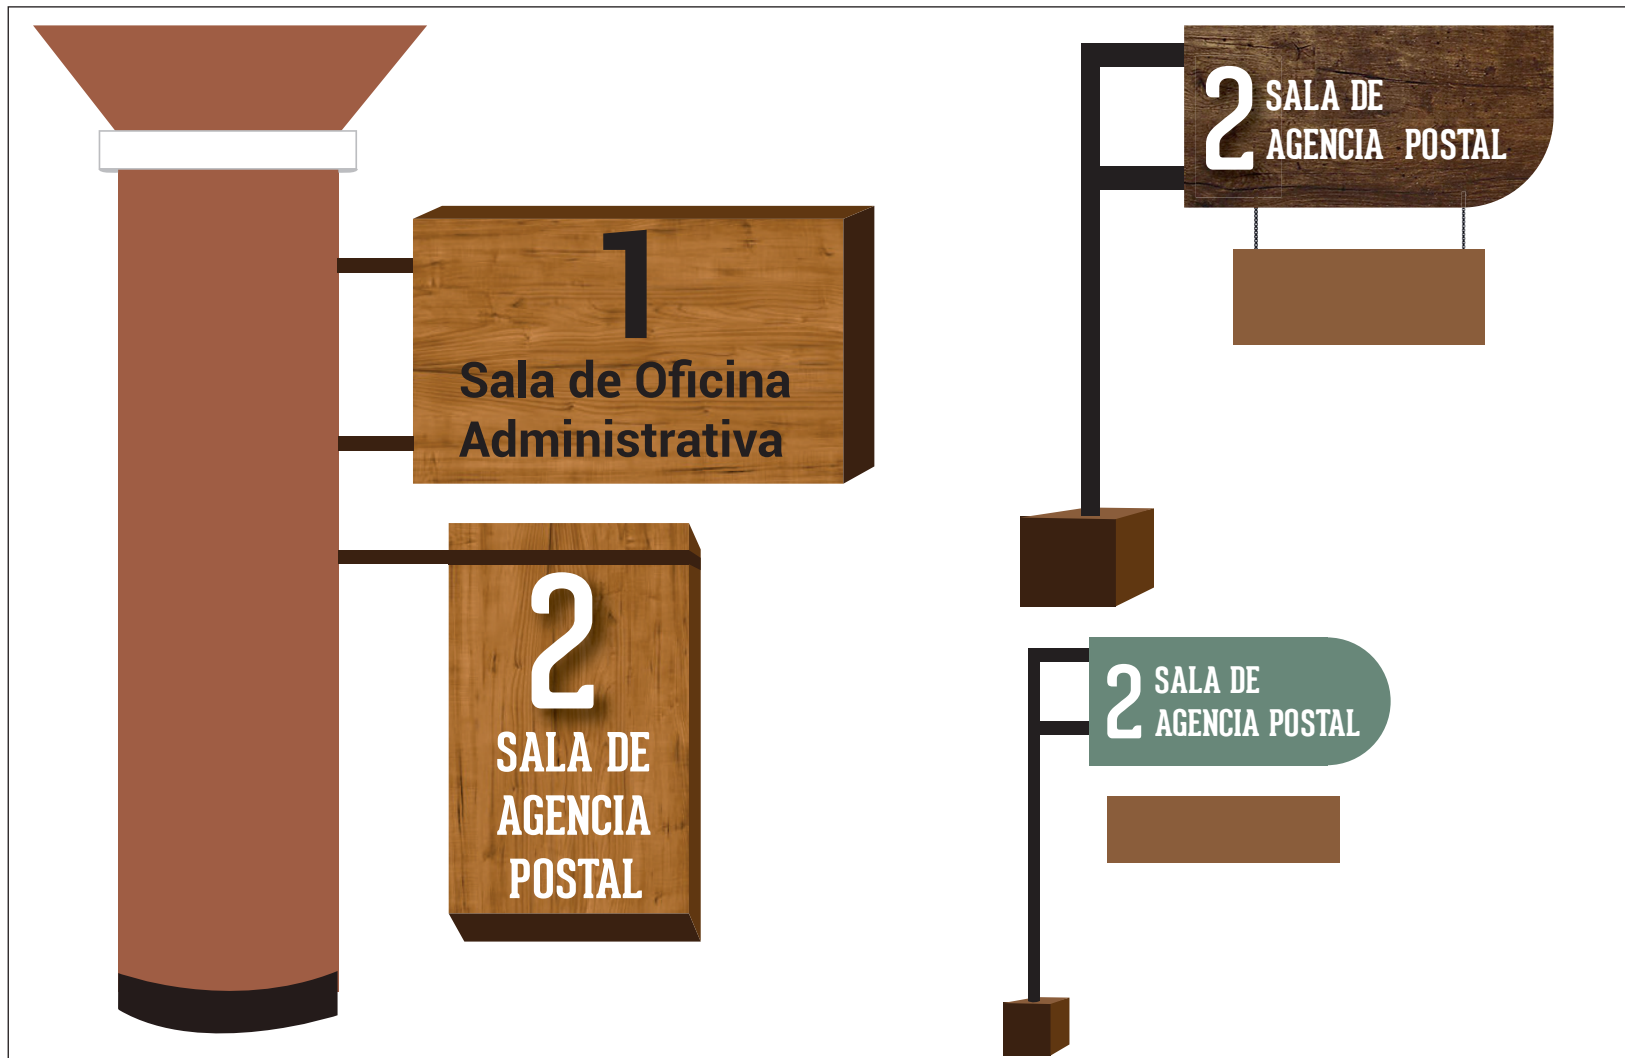 1
Sala de Oficina
Administrativa
2
SALA DE
AGENCIA
POSTAL
2
SALA DE
AGENCIA POSTAL
2
SALA DE
AGENCIA POSTAL